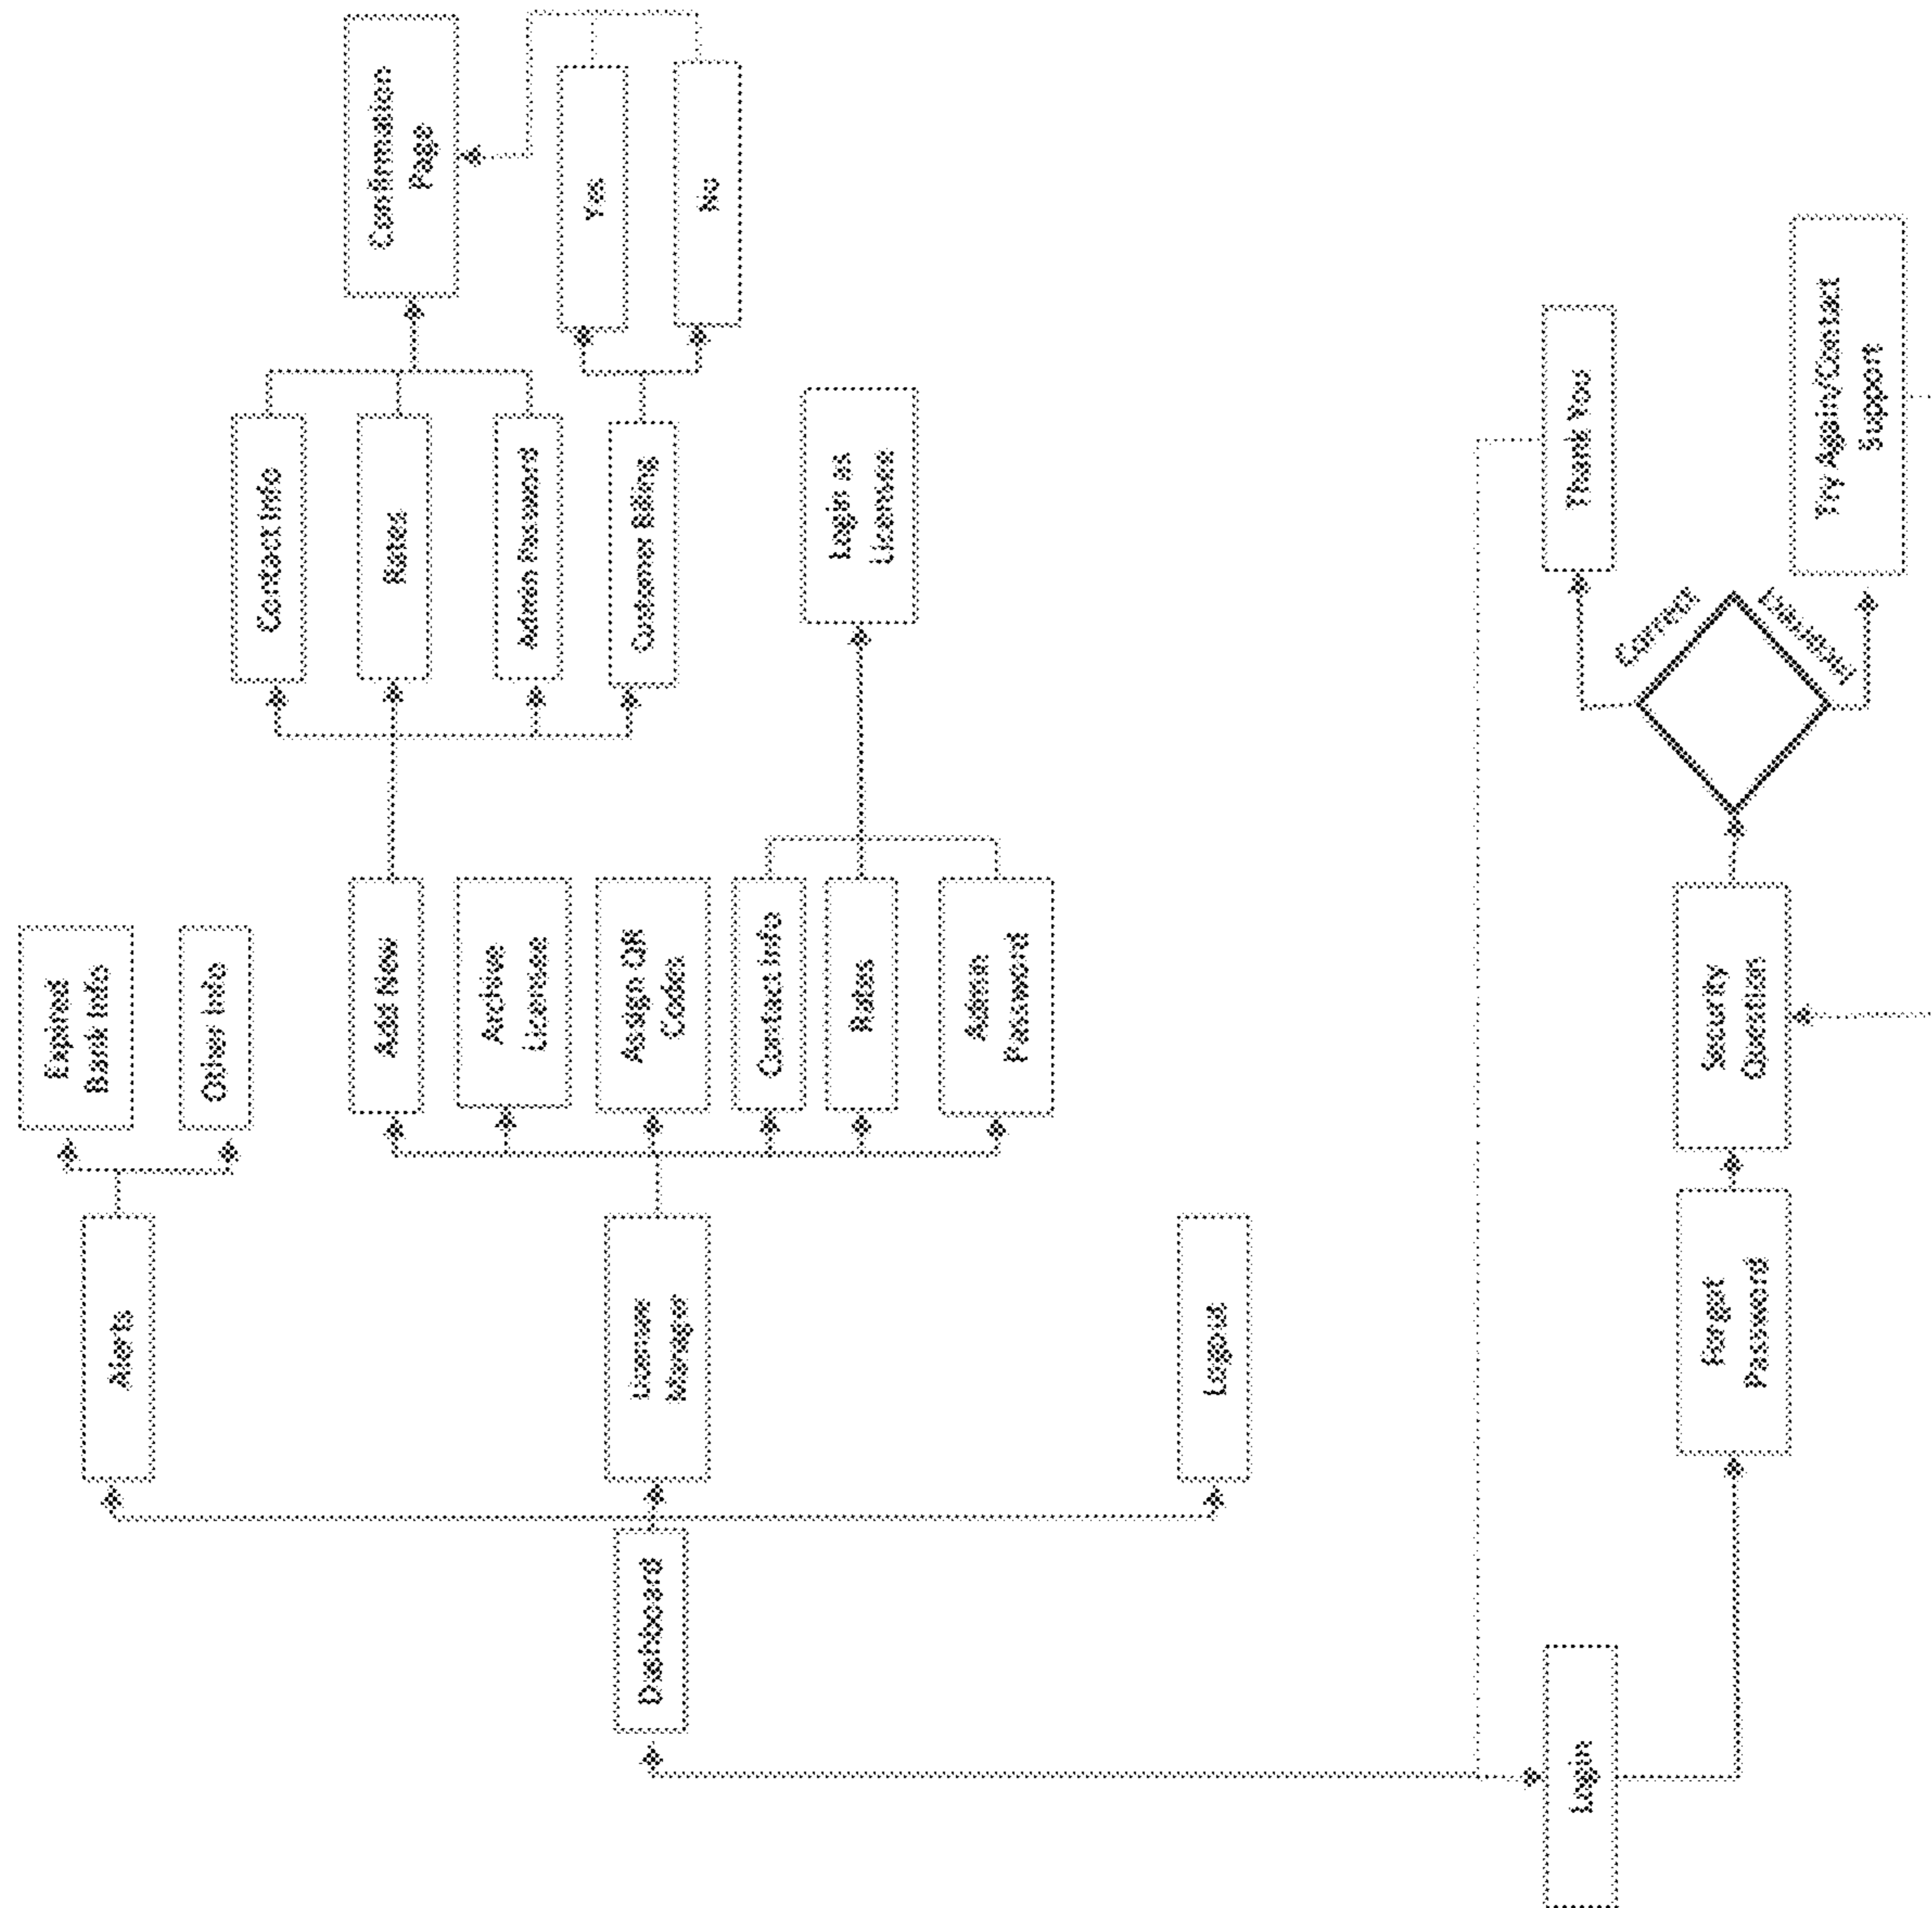 Expired
Bank Info
Alerts
Other Info
Contact Info
Confirmation
Page
Add New
Rates
Archive
Licensee
Admin Password
Yes
Dashboard
License
Manager
Assign QR
Codes
Customer Billing
No
Contact Info
Rates
Login as
Licensee
Admin
Password
Logout
Login
Thank You
Correct
Forgot
Password
Security
Question
Try Again/Contact
Support